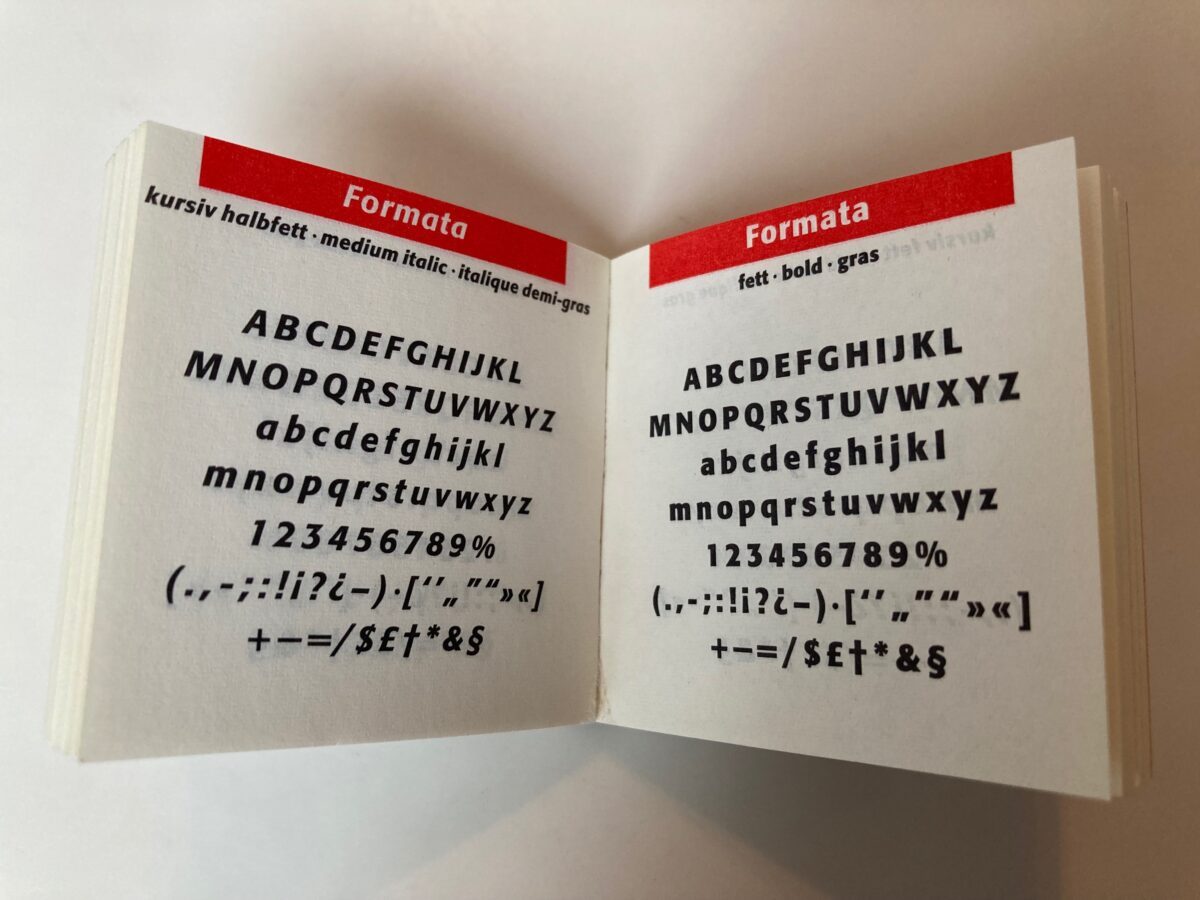 Formata
kursiv halbfett · medium italic · italique demi-gras
ABCDEFGHIJKL
MNOPQRSTUVWXYZ
abcdefghijkl
mnopqrstuvwxyz
123456789%
(.,-;:!¡?¿–)·[‘’„”“»«]
+−=/$£†*&§
Formata
fett · bold · gras
ABCDEFGHIJKL
MNOPQRSTUVWXYZ
abcdefghijkl
mnopqrstuvwxyz
123456789%
(.,-;:!¡?¿–)·[‘’„”“»«]
+−=/$£†*&§